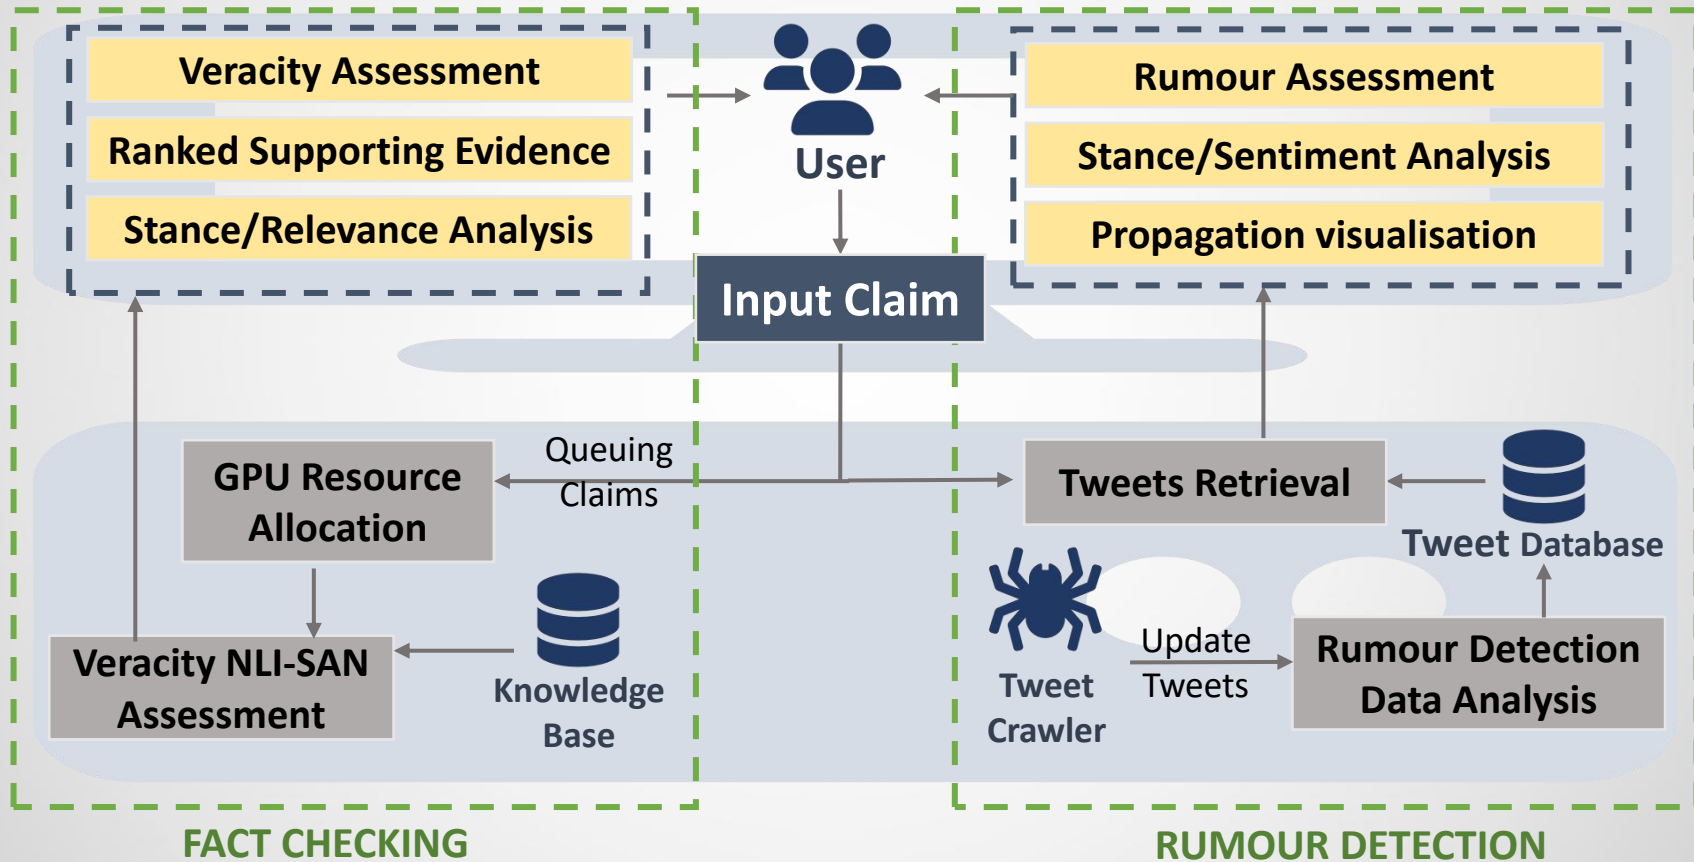 Veracity Assessment
Ranked Supporting Evidence
Stance/Relevance Analysis
User
Input Claim
Rumour Assessment
Stance/Sentiment Analysis
Propagation visualisation
GPU Resource
Allocation
Queuing
Claims
Veracity NLI-SAN
Assessment
Knowledge
Base
Tweets Retrieval
Tweet Database
Tweet
Crawler
Update
Tweets
Rumour Detection
Data Analysis
FACT CHECKING
RUMOUR DETECTION